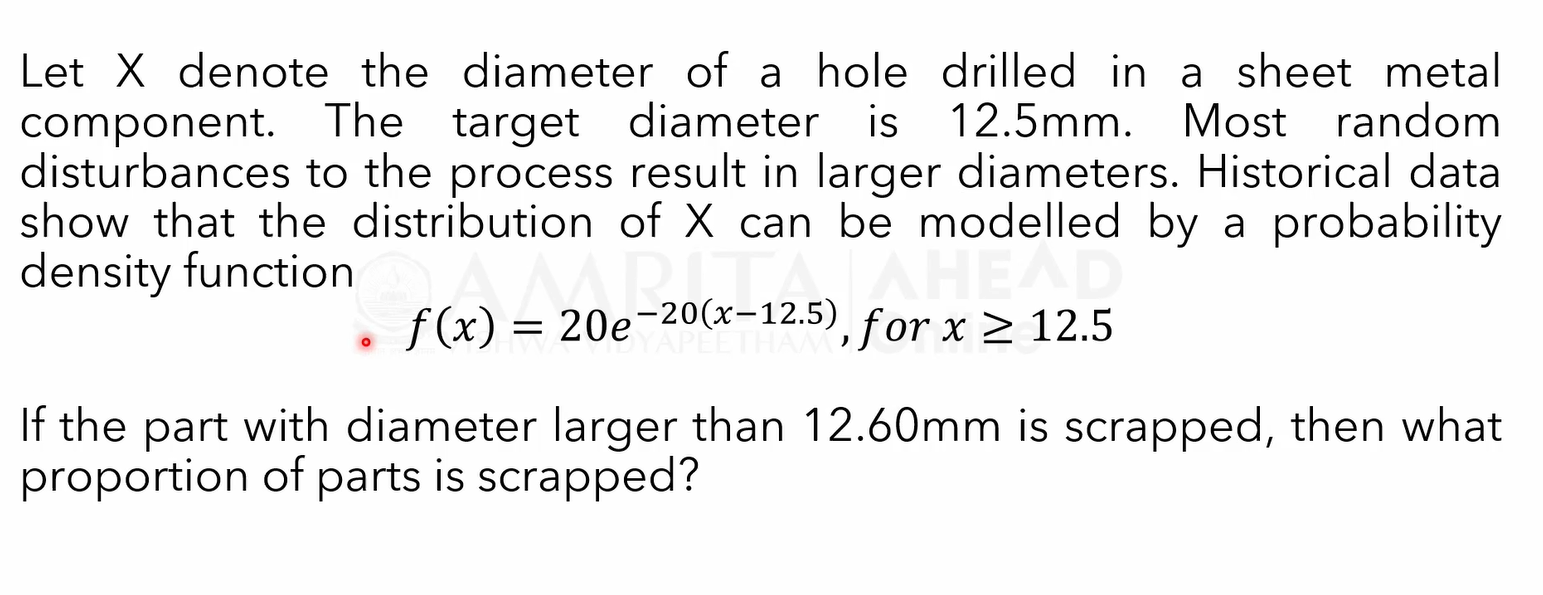 Let X denote the diameter of a hole drilled in a sheet metal
component. The target diameter is 12.5mm. Most random
disturbances to the process result in larger diameters. Historical data
show that the distribution of X can be modelled by a probability
density function
AMRITA | AHEAD
f(x) = 20e^{-20(x-12.5)}, for x ≥ 12.5
VISHWA VIDYAPEETHAM Online
If the part with diameter larger than 12.60mm is scrapped, then what
proportion of parts is scrapped?